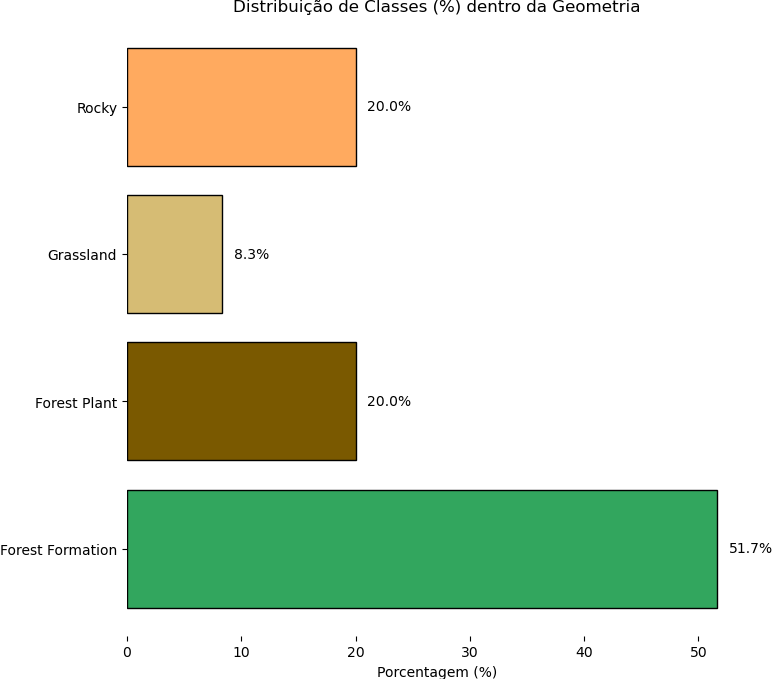 Distribuição de Classes (%) dentro da Geometria
Rocky
20.0%
Grassland
8.3%
Forest Plant
20.0%
Forest Formation
51.7%
0 10 20 30 40 50
Porcentagem (%)